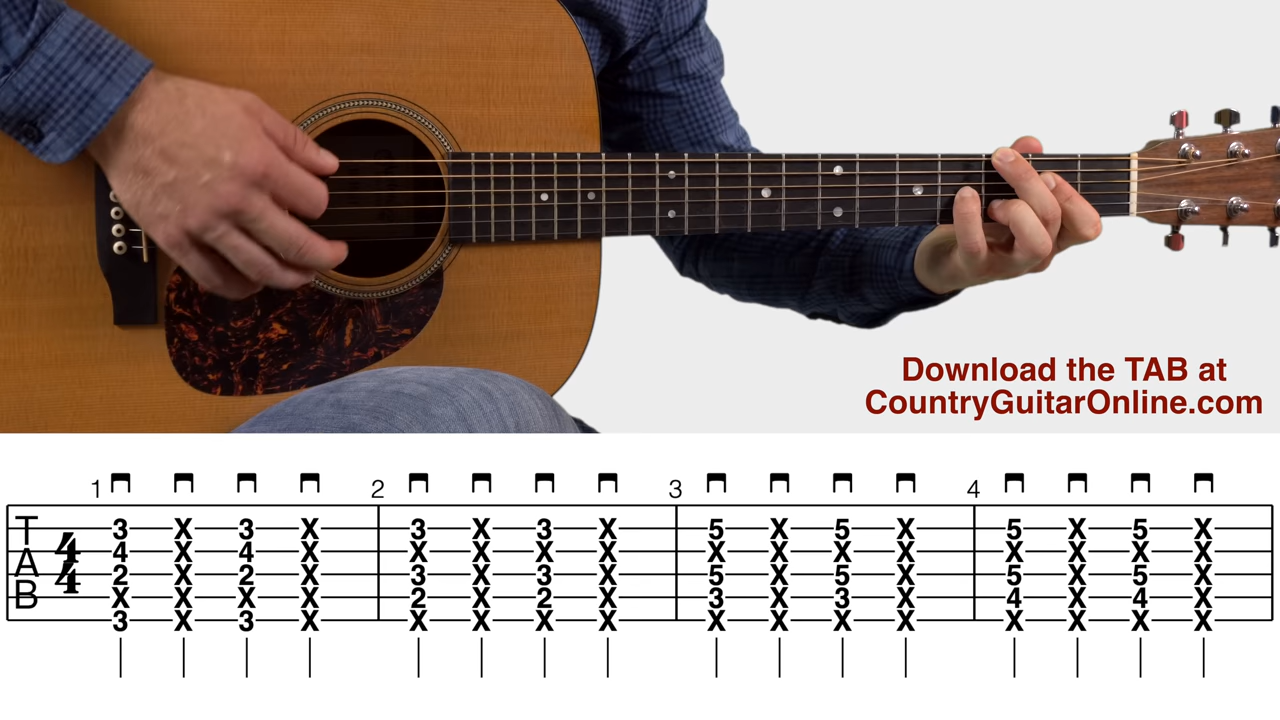 Download the TAB at
CountryGuitarOnline.com
1 2 3 4
T 3 X 3 X 3 X 3 X 5 X 5 X 5 X 5 X
4 4 X 4 X X X X X X X X X X X X X
A 4 2 X 2 X 3 X 3 X 5 X 5 X 5 X 5 X
B X X X X 2 X 2 X 3 X 3 X 4 X 4 X
3 X 3 X X X X X X X X X X X X X